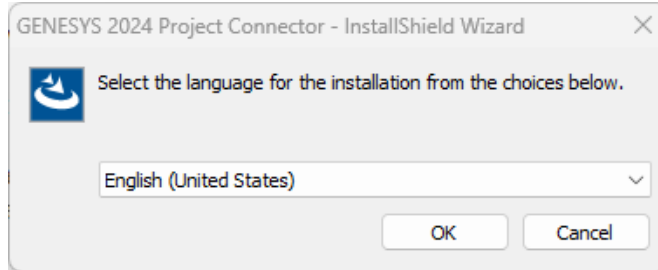 GENESYS 2024 Project Connector - InstallShield Wizard
Select the language for the installation from the choices below.
English (United States)
OK Cancel